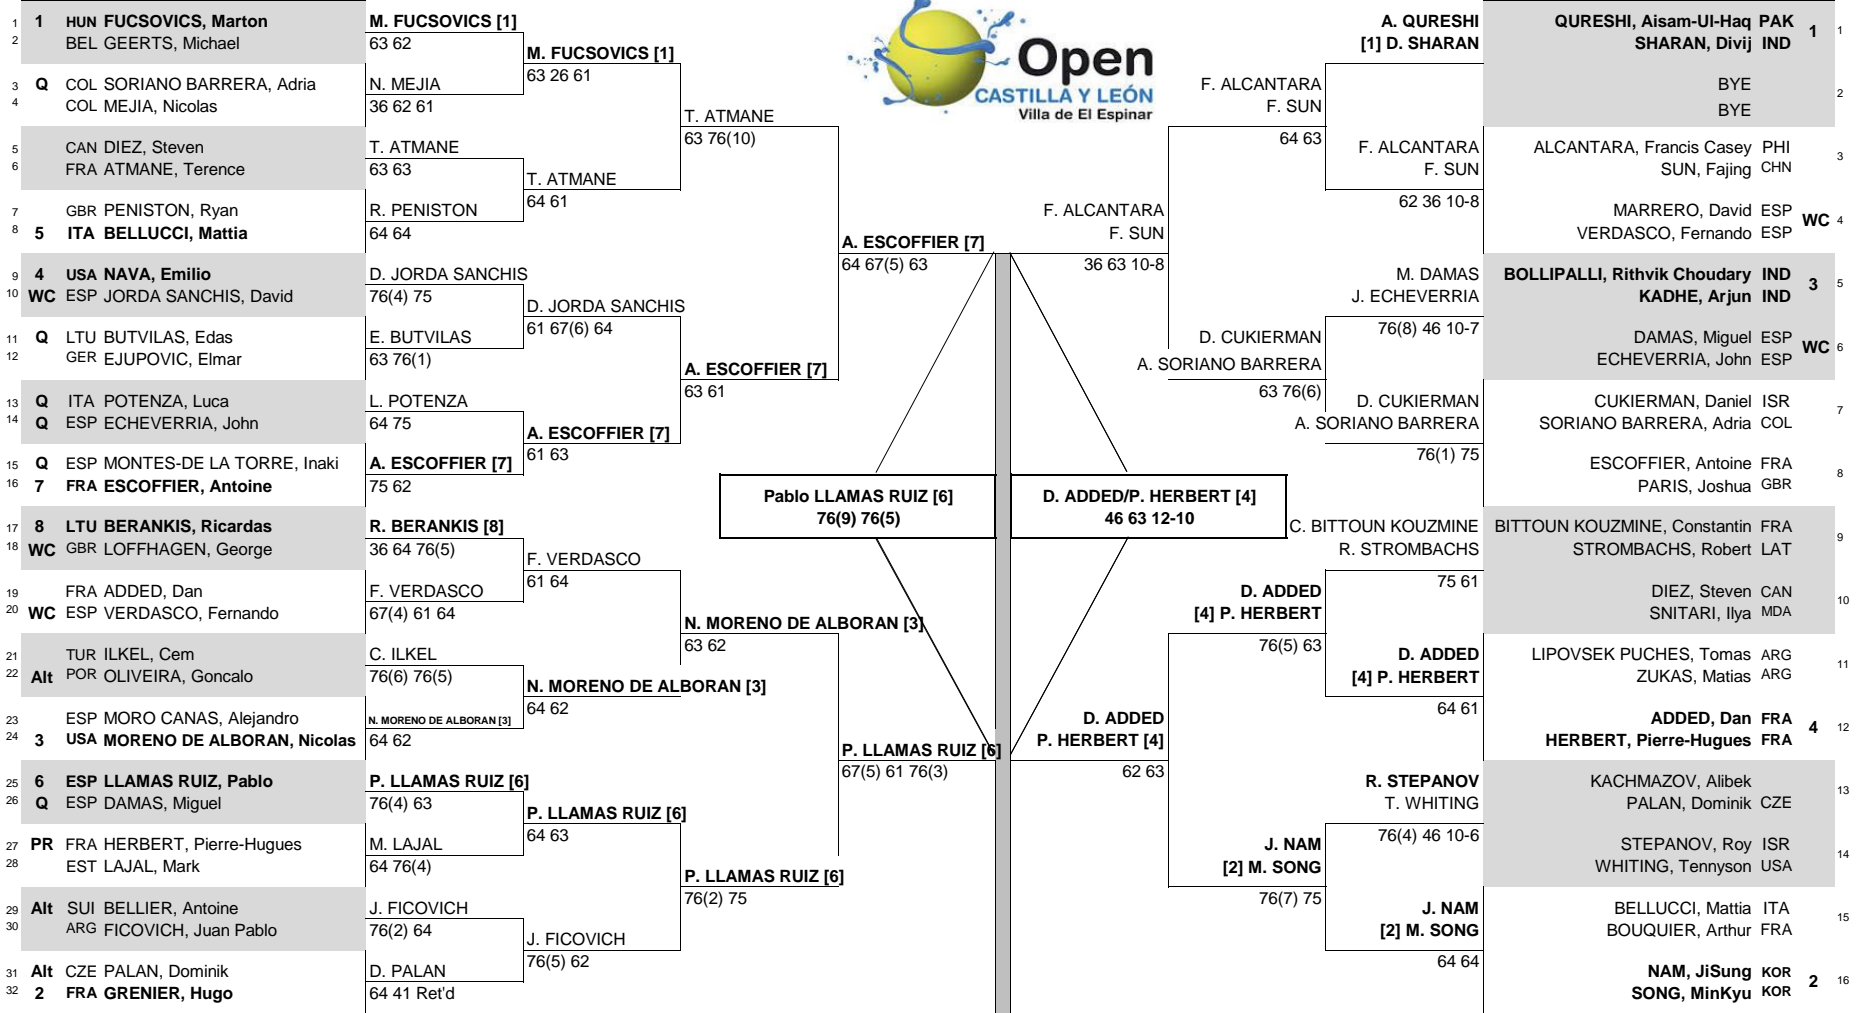 1 1 HUN FUCSOVICS, Marton
2 BEL GEERTS, Michael
3 Q COL SORIANO BARRERA, Adria
4 COL MEJIA, Nicolas
5 CAN DIEZ, Steven
6 FRA ATMANE, Terence
7 GBR PENISTON, Ryan
8 5 ITA BELLUCCI, Mattia
9 4 USA NAVA, Emilio
10 WC ESP JORDA SANCHIS, David
11 Q LTU BUTVILAS, Edas
12 GER EJUPOVIC, Elmar
13 Q ITA POTENZA, Luca
14 Q ESP ECHEVERRIA, John
15 Q ESP MONTES-DE LA TORRE, Inaki
16 7 FRA ESCOFFIER, Antoine
17 8 LTU BERANKIS, Ricardas
18 WC GBR LOFFHAGEN, George
19 FRA ADDED, Dan
20 WC ESP VERDASCO, Fernando
21 TUR ILKEL, Cem
22 Alt POR OLIVEIRA, Goncalo
23 ESP MORO CANAS, Alejandro
24 3 USA MORENO DE ALBORAN, Nicolas
25 6 ESP LLAMAS RUIZ, Pablo
26 Q ESP DAMAS, Miguel
27 PR FRA HERBERT, Pierre-Hugues
28 EST LAJAL, Mark
29 Alt SUI BELLIER, Antoine
30 ARG FICOVICH, Juan Pablo
31 Alt CZE PALAN, Dominik
32 2 FRA GRENIER, Hugo
M. FUCSOVICS [1]
63 62
N. MEJIA
36 62 61
T. ATMANE
63 63
R. PENISTON
64 64
D. JORDA SANCHIS
76(4) 75
E. BUTVILAS
63 76(1)
L. POTENZA
64 75
A. ESCOFFIER [7]
75 62
R. BERANKIS [8]
36 64 76(5)
F. VERDASCO
67(4) 61 64
C. ILKEL
76(6) 76(5)
N. MORENO DE ALBORAN [3]
64 62
P. LLAMAS RUIZ [6]
76(4) 63
M. LAJAL
64 76(4)
J. FICOVICH
76(2) 64
D. PALAN
64 41 Ret'd
M. FUCSOVICS [1]
63 26 61
T. ATMANE
64 61
D. JORDA SANCHIS
61 67(6) 64
A. ESCOFFIER [7]
61 63
F. VERDASCO
61 64
N. MORENO DE ALBORAN [3]
64 62
P. LLAMAS RUIZ [6]
64 63
J. FICOVICH
76(5) 62
T. ATMANE
63 76(10)
A. ESCOFFIER [7]
63 61
N. MORENO DE ALBORAN [3]
63 62
P. LLAMAS RUIZ [6]
76(2) 75
A. ESCOFFIER [7]
64 67(5) 63
P. LLAMAS RUIZ [6]
67(5) 61 76(3)
Pablo LLAMAS RUIZ [6]
76(9) 76(5)
Open
CASTILLA Y LEÓN
Villa de El Espinar
D. ADDED/P. HERBERT [4]
46 63 12-10
F. ALCANTARA
F. SUN
36 63 10-8
D. ADDED
P. HERBERT [4]
62 63
F. ALCANTARA
F. SUN
64 63
D. CUKIERMAN
A. SORIANO BARRERA
63 76(6)
D. ADDED
[4] P. HERBERT
76(5) 63
J. NAM
[2] M. SONG
76(7) 75
A. QURESHI
[1] D. SHARAN
F. ALCANTARA
F. SUN
62 36 10-8
M. DAMAS
J. ECHEVERRIA
76(8) 46 10-7
D. CUKIERMAN
A. SORIANO BARRERA
76(1) 75
C. BITTOUN KOUZMINE
R. STROMBACHS
75 61
D. ADDED
[4] P. HERBERT
64 61
R. STEPANOV
T. WHITING
76(4) 46 10-6
J. NAM
[2] M. SONG
64 64
QURESHI, Aisam-Ul-Haq PAK
SHARAN, Divij IND 1 1
BYE
BYE 2
ALCANTARA, Francis Casey PHI
SUN, Fajing CHN 3
MARRERO, David ESP
VERDASCO, Fernando ESP WC 4
BOLLIPALLI, Rithvik Choudary IND
KADHE, Arjun IND 3 5
DAMAS, Miguel ESP
ECHEVERRIA, John ESP WC 6
CUKIERMAN, Daniel ISR
SORIANO BARRERA, Adria COL 7
ESCOFFIER, Antoine FRA
PARIS, Joshua GBR 8
BITTOUN KOUZMINE, Constantin FRA
STROMBACHS, Robert LAT 9
DIEZ, Steven CAN
SNITARI, Ilya MDA 10
LIPOVSEK PUCHES, Tomas ARG
ZUKAS, Matias ARG 11
ADDED, Dan FRA
HERBERT, Pierre-Hugues FRA 4 12
KACHMAZOV, Alibek
PALAN, Dominik CZE 13
STEPANOV, Roy ISR
WHITING, Tennyson USA 14
BELLUCCI, Mattia ITA
BOUQUIER, Arthur FRA 15
NAM, JiSung KOR
SONG, MinKyu KOR 2 16